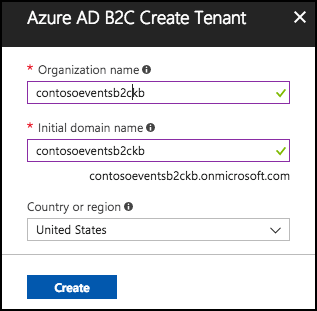 Azure AD B2C Create Tenant
* Organization name
contosoeventsb2ckb
* Initial domain name
contosoeventsb2ckb
contosoeventsb2ckb.onmicrosoft.com
Country or region
United States
Create